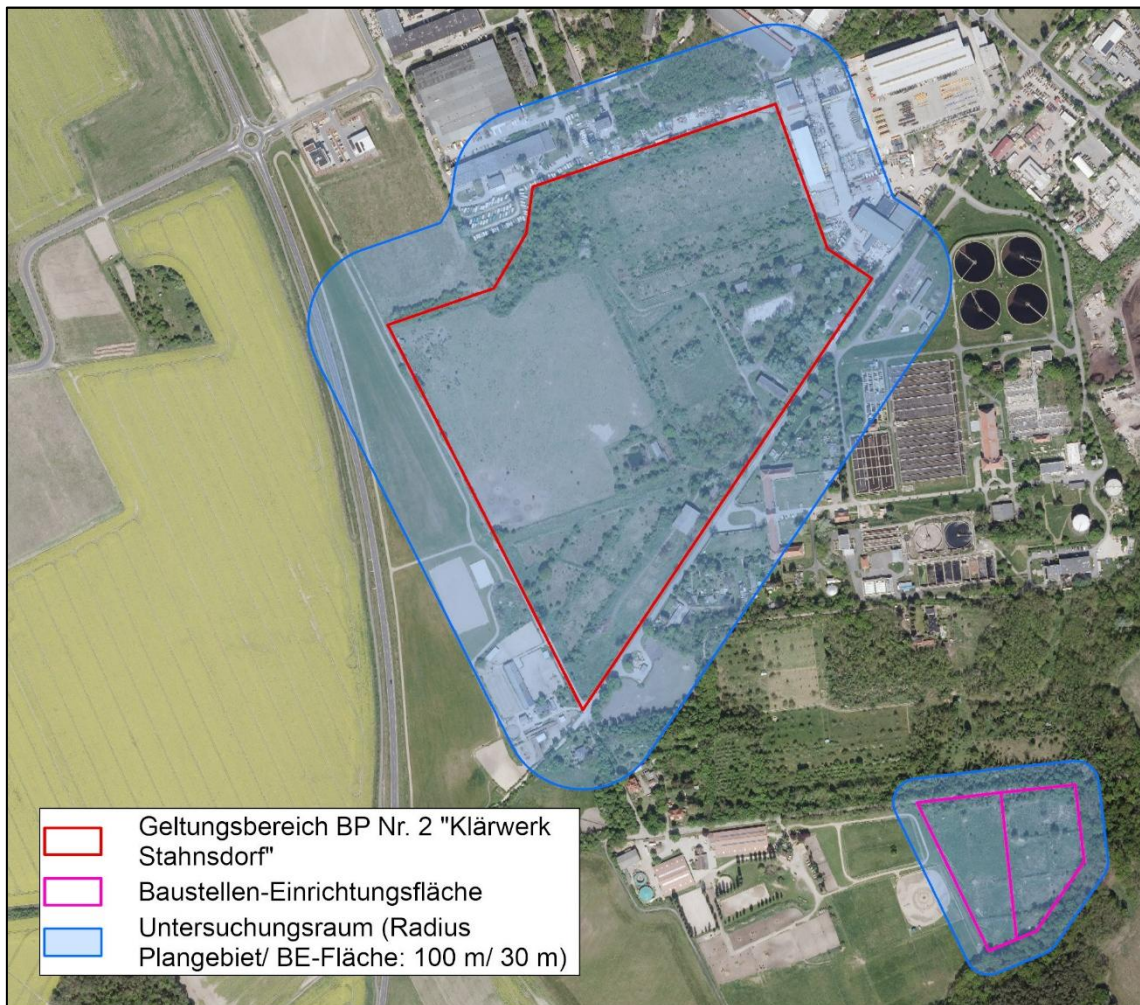 Geltungsbereich BP Nr. 2 "Klärwerk
Stahnsdorf"
Baustellen-Einrichtungsfläche
Untersuchungsraum (Radius
Plangebiet/ BE-Fläche: 100 m/ 30 m)